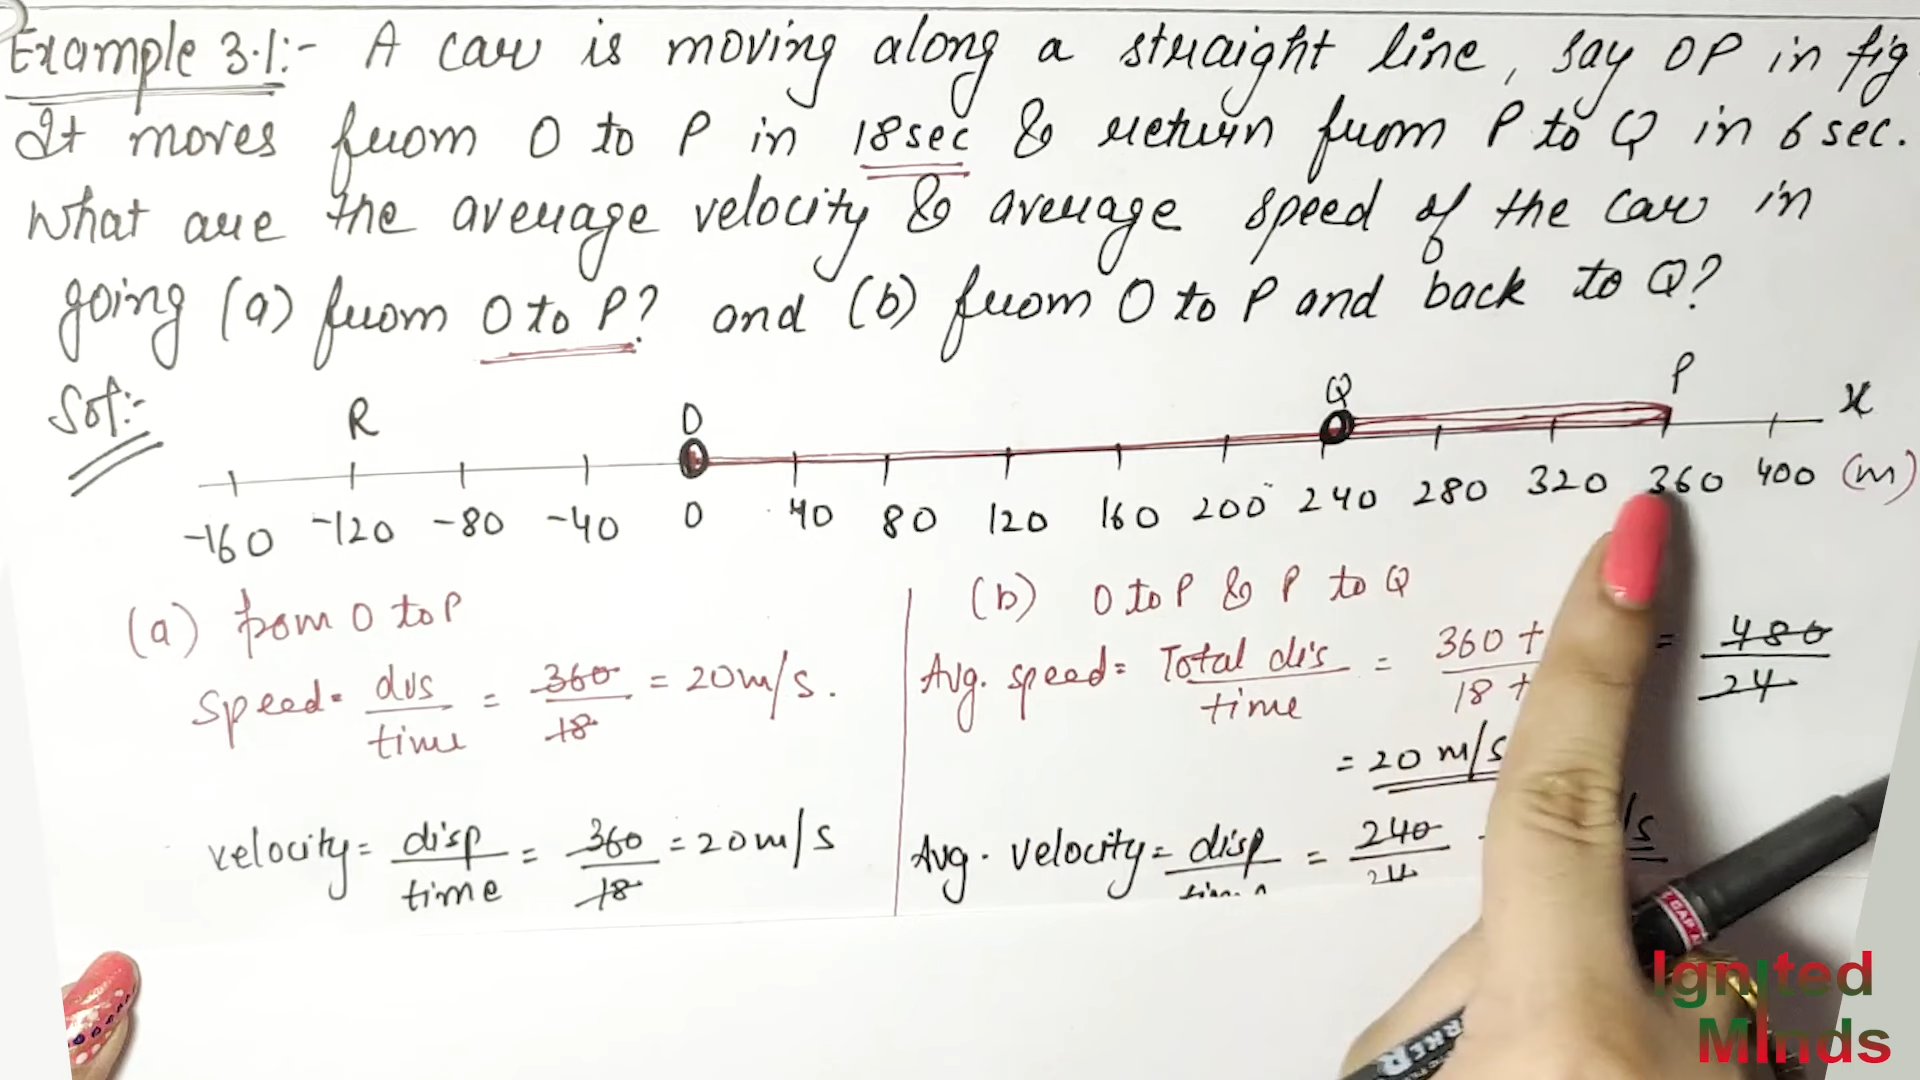 Example 3.1:- A car is moving along a straight line, say OP in fig.
It moves from O to P in 18sec & return from P to Q in 6 sec.
What are the average velocity & average speed of the car in
going (a) from O to P? and (b) from O to P and back to Q?
Sol:-
R O Q P x
-160 -120 -80 -40 0 40 80 120 160 200 240 280 320 360 400 (m)
(a) from O to P
Speed = dis/time = 360/18 = 20m/s.
velocity = disp/time = 360/18 = 20m/s
(b) O to P & P to Q
Avg. speed = Total dis/time = 360 + / 18 + = 480/24
= 20 m/s
Avg. velocity = disp/time = 240/24 /s
CAP A
Ignited
Minds